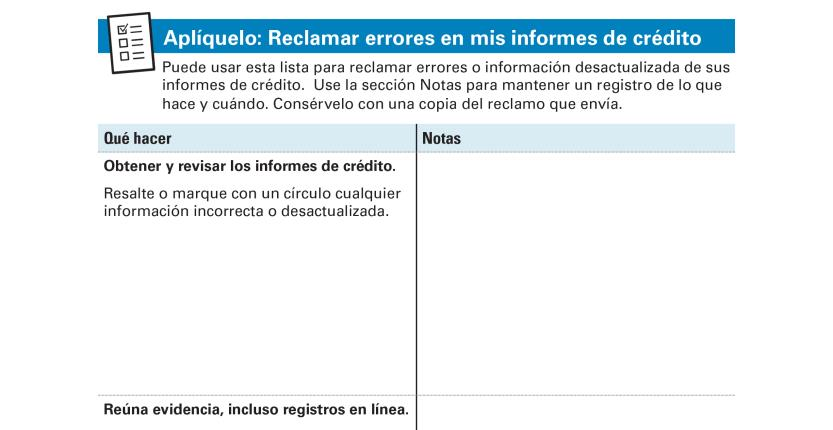 Aplíquelo: Reclamar errores en mis informes de crédito
Puede usar esta lista para reclamar errores o información desactualizada de sus
informes de crédito.  Use la sección Notas para mantener un registro de lo que
hace y cuándo. Consérvelo con una copia del reclamo que envía.
Qué hacer
Notas
Obtener y revisar los informes de crédito.
Resalte o marque con un círculo cualquier
información incorrecta o desactualizada.
Reúna evidencia, incluso registros en línea.